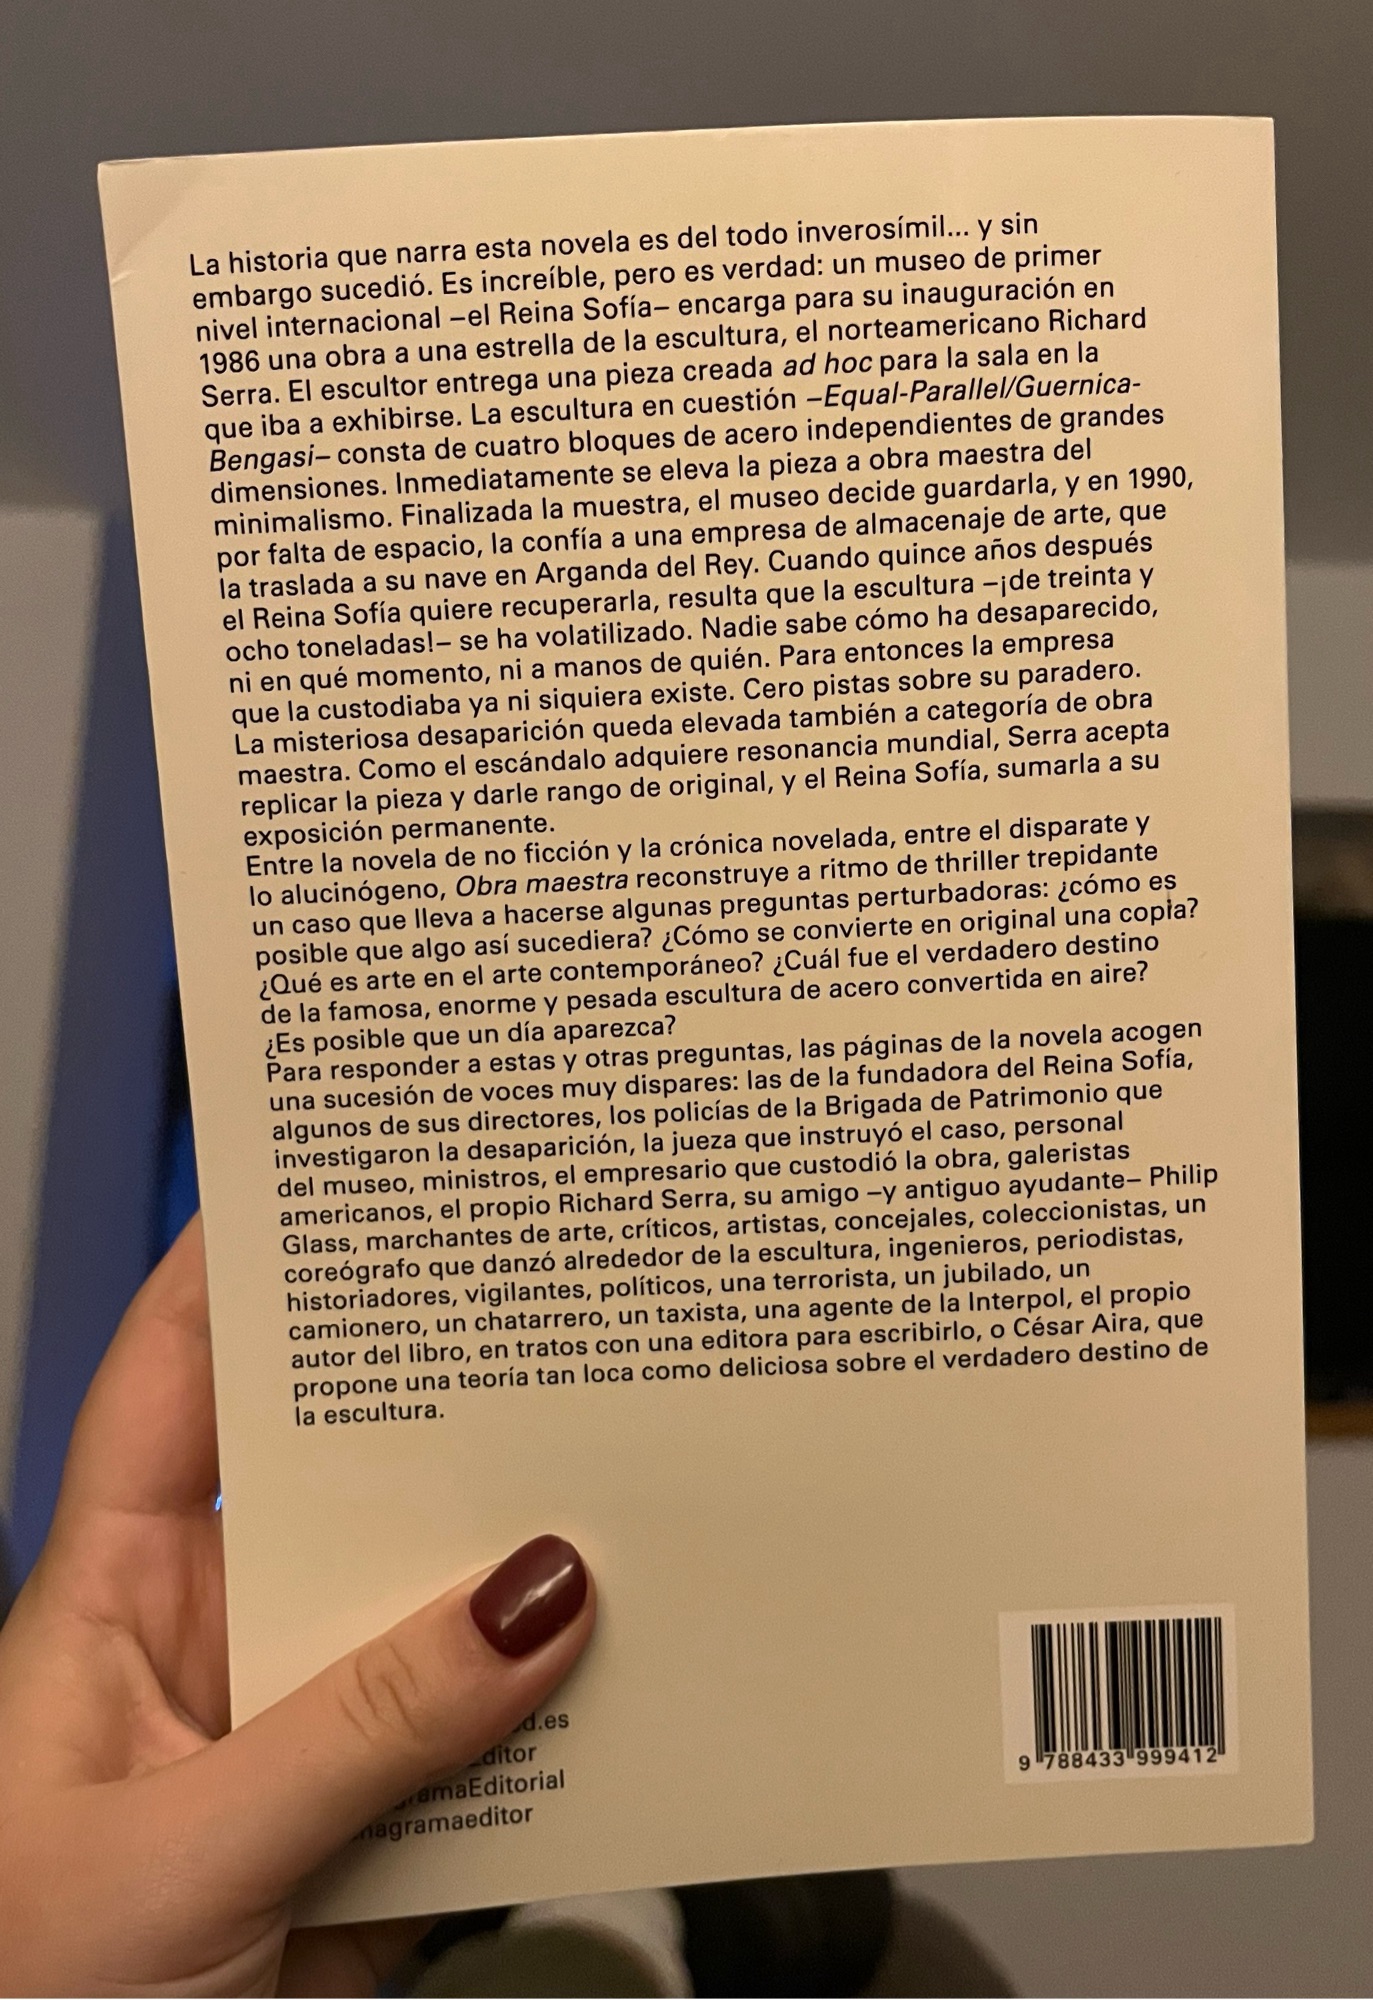 La historia que narra esta novela es del todo inverosímil... y sin
embargo sucedió. Es increíble, pero es verdad: un museo de primer
nivel internacional –el Reina Sofía– encarga para su inauguración en
1986 una obra a una estrella de la escultura, el norteamericano Richard
Serra. El escultor entrega una pieza creada ad hoc para la sala en la
que iba a exhibirse. La escultura en cuestión –Equal-Parallel/Guernica-
Bengasi– consta de cuatro bloques de acero independientes de grandes
dimensiones. Inmediatamente se eleva la pieza a obra maestra del
minimalismo. Finalizada la muestra, el museo decide guardarla, y en 1990,
por falta de espacio, la confía a una empresa de almacenaje de arte, que
la traslada a su nave en Arganda del Rey. Cuando quince años después
el Reina Sofía quiere recuperarla, resulta que la escultura –¡de treinta y
ocho toneladas!– se ha volatilizado. Nadie sabe cómo ha desaparecido,
ni en qué momento, ni a manos de quién. Para entonces la empresa
que la custodiaba ya ni siquiera existe. Cero pistas sobre su paradero.
La misteriosa desaparición queda elevada también a categoría de obra
maestra. Como el escándalo adquiere resonancia mundial, Serra acepta
replicar la pieza y darle rango de original, y el Reina Sofía, sumarla a su
exposición permanente.
Entre la novela de no ficción y la crónica novelada, entre el disparate y
lo alucinógeno, Obra maestra reconstruye a ritmo de thriller trepidante
un caso que lleva a hacerse algunas preguntas perturbadoras: ¿cómo es
posible que algo así sucediera? ¿Cómo se convierte en original una copia?
¿Qué es arte en el arte contemporáneo? ¿Cuál fue el verdadero destino
de la famosa, enorme y pesada escultura de acero convertida en aire?
¿Es posible que un día aparezca?
Para responder a estas y otras preguntas, las páginas de la novela acogen
una sucesión de voces muy dispares: las de la fundadora del Reina Sofía,
algunos de sus directores, los policías de la Brigada de Patrimonio que
investigaron la desaparición, la jueza que instruyó el caso, personal
del museo, ministros, el empresario que custodió la obra, galeristas
americanos, el propio Richard Serra, su amigo –y antiguo ayudante– Philip
Glass, marchantes de arte, críticos, artistas, concejales, coleccionistas, un
coreógrafo que danzó alrededor de la escultura, ingenieros, periodistas,
historiadores, vigilantes, políticos, una terrorista, un jubilado, un
camionero, un chatarrero, un taxista, una agente de la Interpol, el propio
autor del libro, en tratos con una editora para escribirlo, o César Aira, que
propone una teoría tan loca como deliciosa sobre el verdadero destino de
la escultura.
d.es
ditor
amaEditorial
nagramaeditor
9 788433 999412